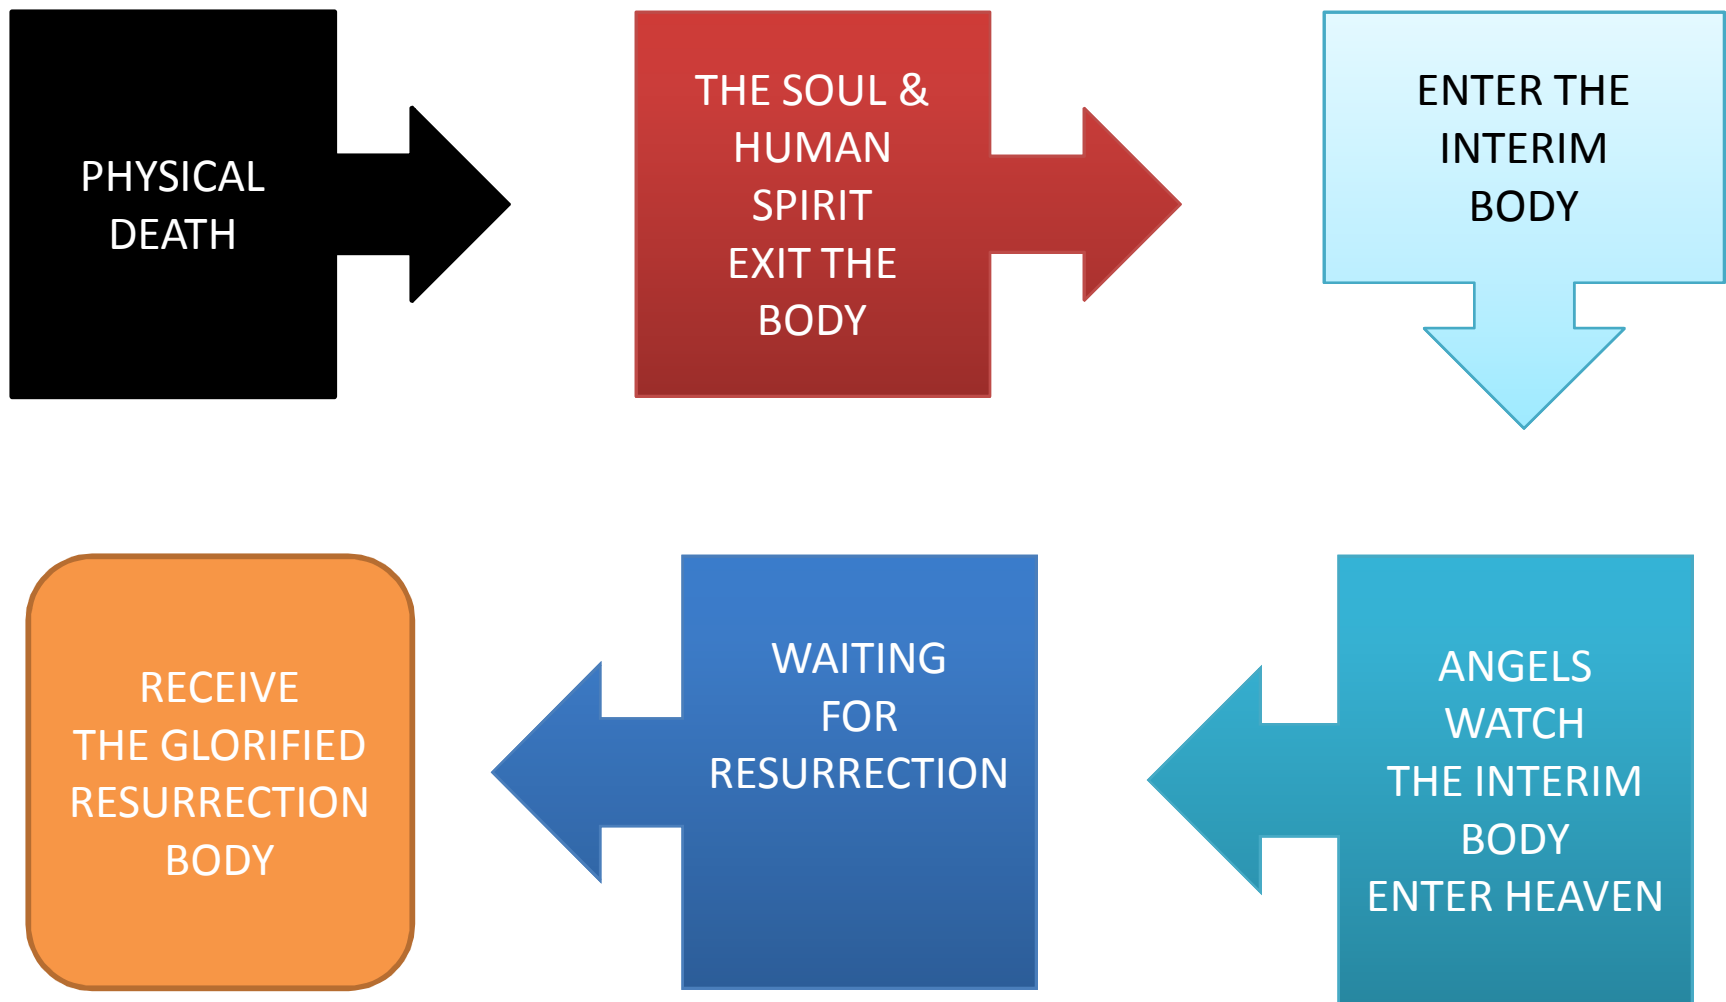 PHYSICAL
DEATH
THE SOUL &
HUMAN
SPIRIT
EXIT THE
BODY
ENTER THE
INTERIM
BODY
ANGELS
WATCH
THE INTERIM
BODY
ENTER HEAVEN
WAITING
FOR
RESURRECTION
RECEIVE
THE GLORIFIED
RESURRECTION
BODY